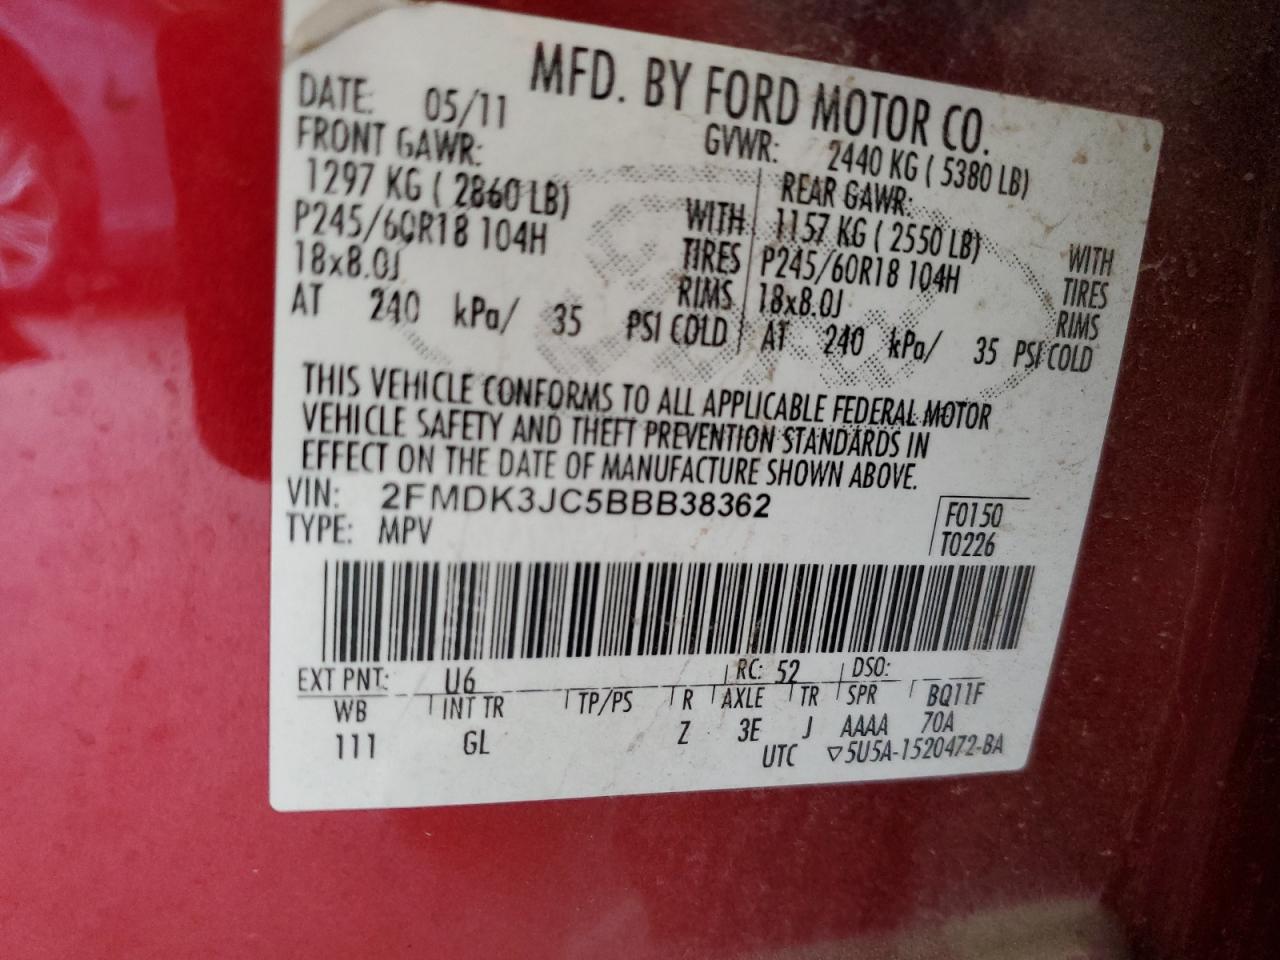 MFD. BY FORD MOTOR CO.
DATE: 05/11 GVWR: 2440 KG ( 5380 LB)
FRONT GAWR: REAR GAWR:
1297 KG ( 2860 LB) WITH 1157 KG ( 2550 LB) WITH
P245/60R18 104H TIRES P245/60R18 104H TIRES
18x8.0J RIMS 18x8.0J RIMS
AT 240 kPa/ 35 PSI COLD AT 240 kPa/ 35 PSI COLD
THIS VEHICLE CONFORMS TO ALL APPLICABLE FEDERAL MOTOR
VEHICLE SAFETY AND THEFT PREVENTION STANDARDS IN
EFFECT ON THE DATE OF MANUFACTURE SHOWN ABOVE.
VIN: 2FMDK3JC5BBB38362 F0150
TYPE: MPV T0226
EXT PNT: U6 RC: 52 DSO:
WB INT TR TP/PS R AXLE TR SPR BQ11F
111 GL Z 3E J AAAA 70A
UTC ▽5U5A-1520472-BA